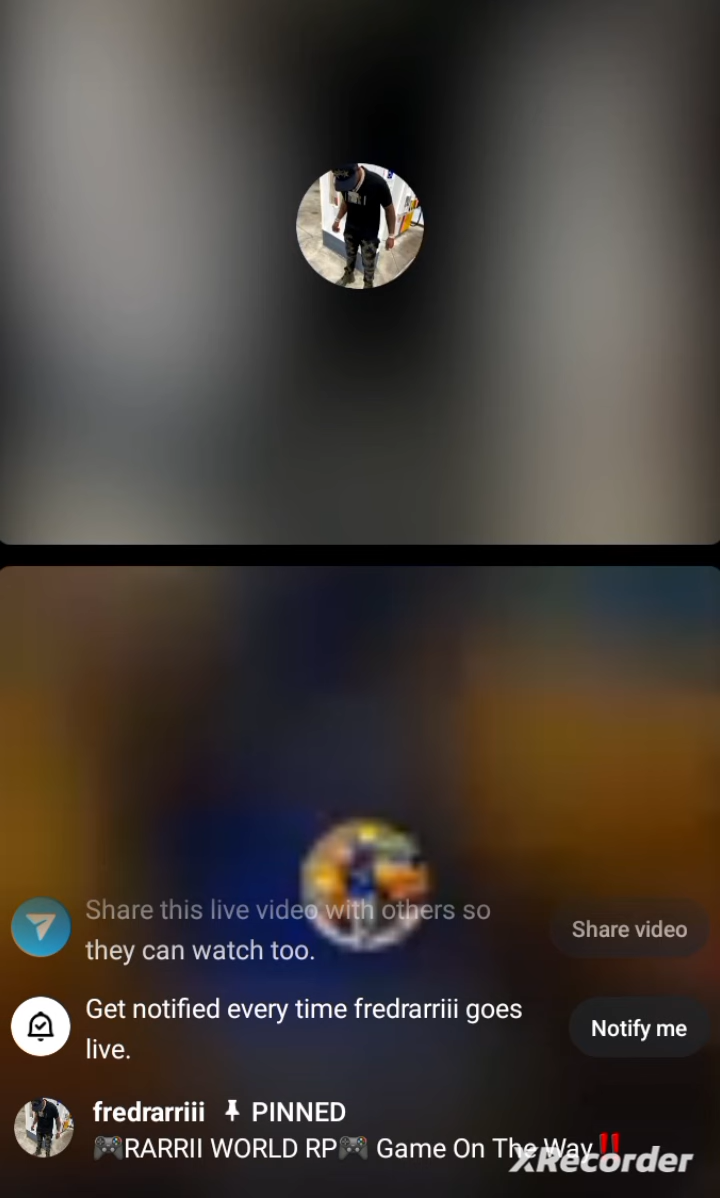 Share this live video with others so
they can watch too.
Share video
Get notified every time fredrarriii goes
live.
Notify me
fredrarriii 📌 PINNED
🎮RARRII WORLD RP🎮 Game On The Way‼️
XRecorder